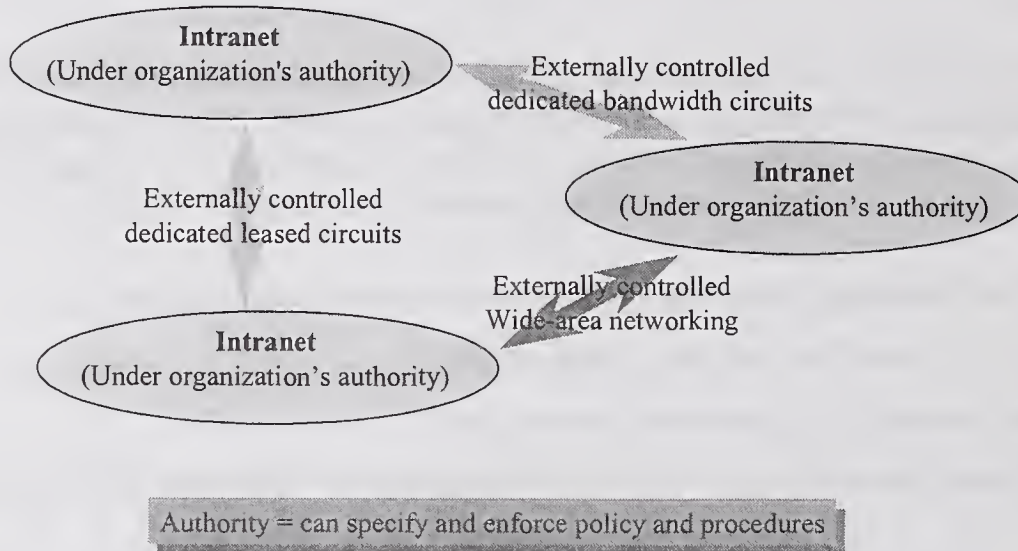 Intranet
(Under organization's authority)
Externally controlled
dedicated bandwidth circuits
Intranet
(Under organization’s authority)
Externally controlled
dedicated leased circuits
Externally controlled
Wide-area networking
Intranet
(Under organization’s authority)
Authority = can specify and enforce policy and procedures